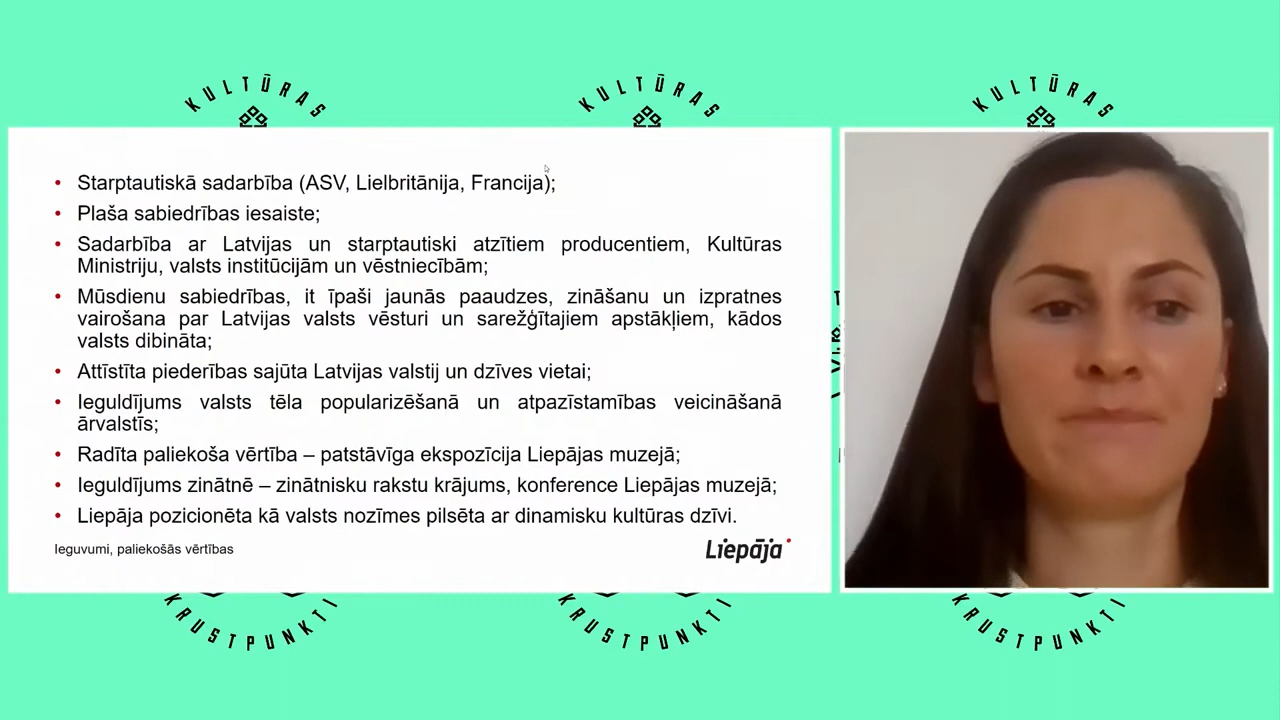 KULTŪRAS
KULTŪRAS
KULTŪRAS
• Starptautiskā sadarbība (ASV, Lielbritānija, Francija);
• Plaša sabiedrības iesaiste;
• Sadarbība ar Latvijas un starptautiski atzītiem producentiem, Kultūras
Ministriju, valsts institūcijām un vēstniecībām;
• Mūsdienu sabiedrības, it īpaši jaunās paaudzes, zināšanu un izpratnes
vairošana par Latvijas valsts vēsturi un sarežģītajiem apstākļiem, kādos
valsts dibināta;
• Attīstīta piederības sajūta Latvijas valstij un dzīves vietai;
• Ieguldījums valsts tēla popularizēšanā un atpazīstamības veicināšanā
ārvalstīs;
• Radīta paliekoša vērtība – patstāvīga ekspozīcija Liepājas muzejā;
• Ieguldījums zinātnē – zinātnisku rakstu krājums, konference Liepājas muzejā;
• Liepāja pozicionēta kā valsts nozīmes pilsēta ar dinamisku kultūras dzīvi.
Ieguvumi, paliekošās vērtības
Liepāja
KRUSTPUNKTI
KRUSTPUNKTI
KRUSTPUNKTI